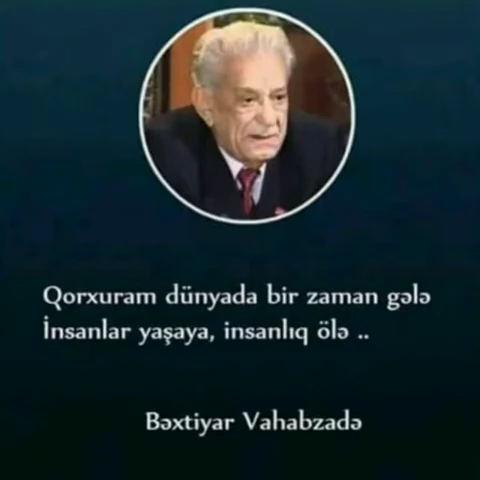 Qorxuram dünyada bir zaman gələ
İnsanlar yaşaya, insanlıq ölə ..
Bəxtiyar Vahabzadə